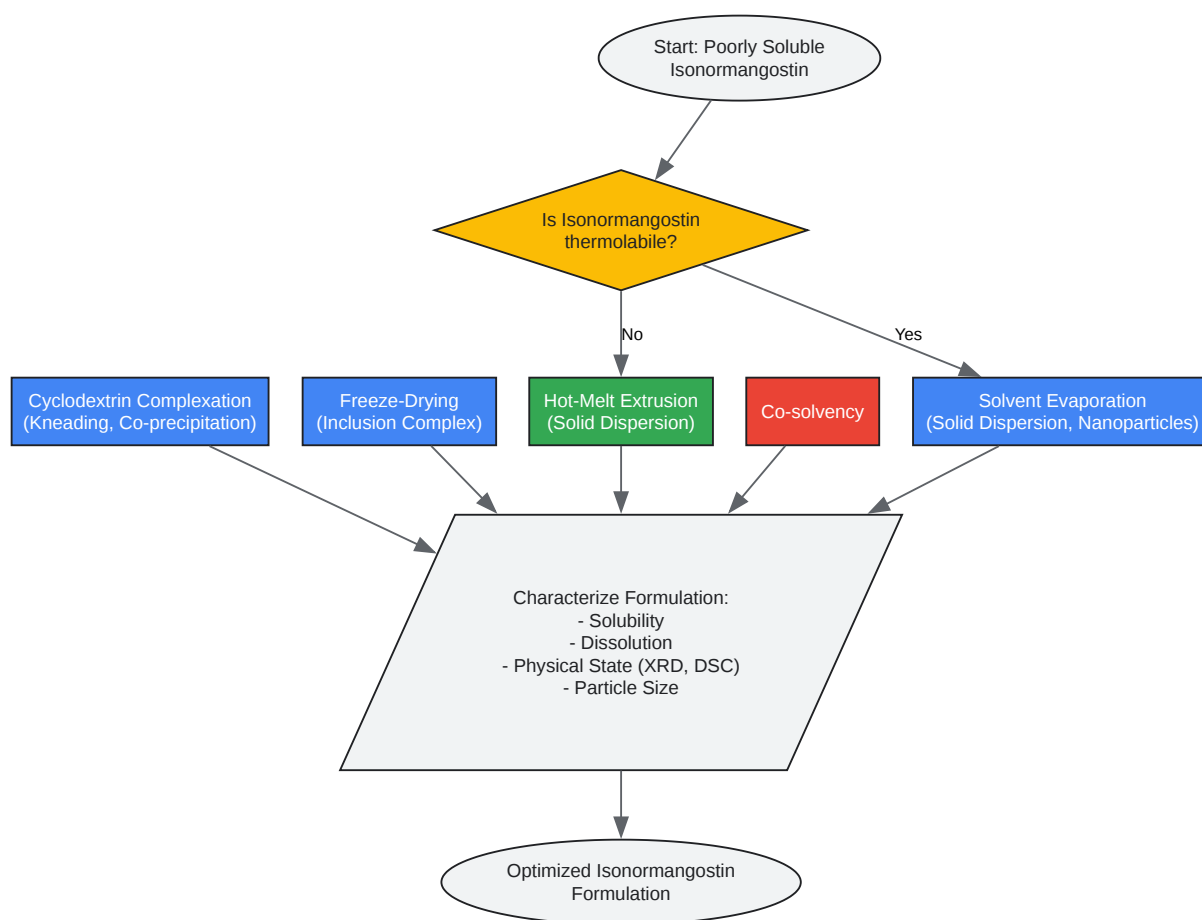 Start: Poorly Soluble
Isonormangostin
Is Isonormangostin
thermolabile?
No
Yes
Cyclodextrin Complexation
(Kneading, Co-precipitation)
Freeze-Drying
(Inclusion Complex)
Hot-Melt Extrusion
(Solid Dispersion)
Co-solvency
Solvent Evaporation
(Solid Dispersion, Nanoparticles)
Characterize Formulation:
- Solubility
- Dissolution
- Physical State (XRD, DSC)
- Particle Size
Optimized Isonormangostin
Formulation